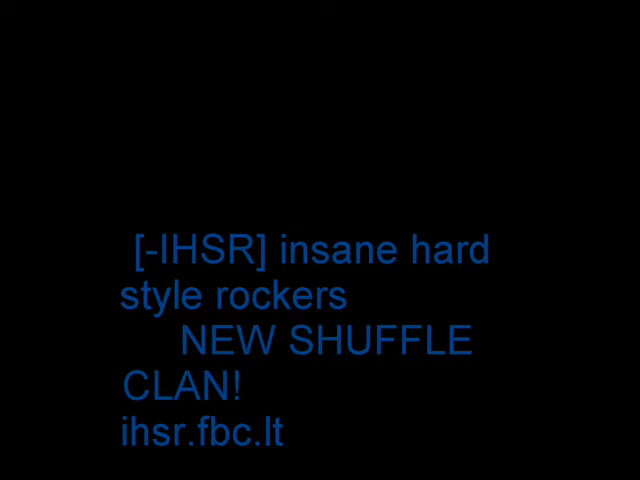 [-IHSR] insane hard
style rockers
NEW SHUFFLE
CLAN!
ihsr.fbc.lt